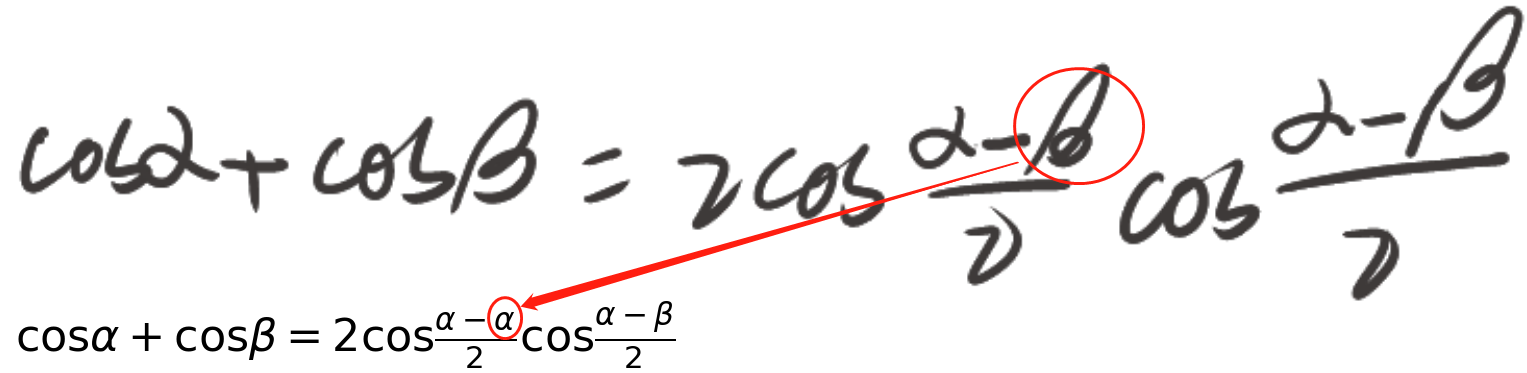 cosα + cosβ = 2cos (α-β)/2 cos (α-β)/2
cosα + cosβ = 2cos (α-α)/2 cos (α-β)/2